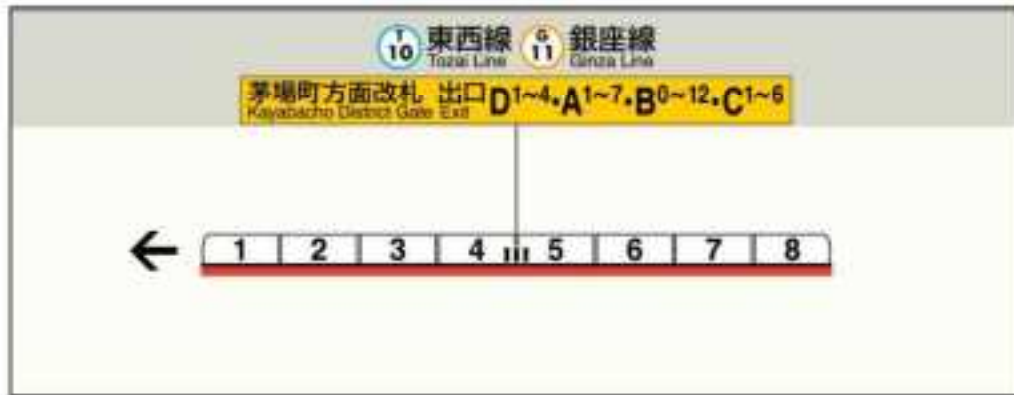 T 10 東西線 G 11 銀座線
Tozai Line Ginza Line
茅場町方面改札 出口 D1~4・A1~7・B0~12・C1~6
Kayabacho District Gate Exit
← 1 2 3 4 5 6 7 8